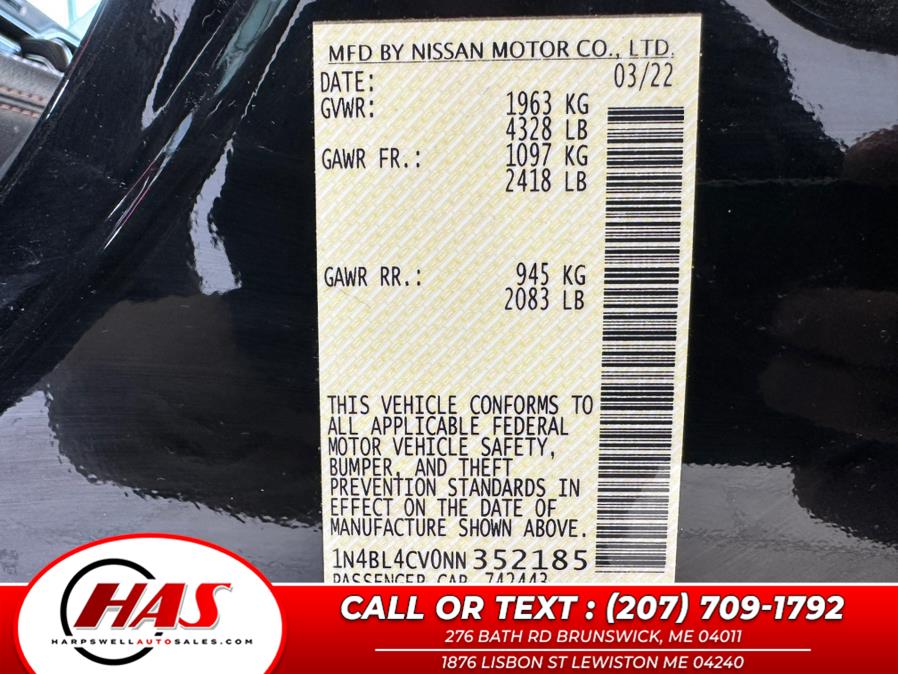 MFD BY NISSAN MOTOR CO., LTD.
DATE: 03/22
GVWR: 1963 KG
4328 LB
GAWR FR.: 1097 KG
2418 LB
GAWR RR.: 945 KG
2083 LB
THIS VEHICLE CONFORMS TO
ALL APPLICABLE FEDERAL
MOTOR VEHICLE SAFETY,
BUMPER, AND THEFT
PREVENTION STANDARDS IN
EFFECT ON THE DATE OF
MANUFACTURE SHOWN ABOVE.
1N4BL4CV0NN352185
PASSENGER CAR 742443
HAS
HARPSWELLAUTOSALES.COM
CALL OR TEXT : (207) 709-1792
276 BATH RD BRUNSWICK, ME 04011
1876 LISBON ST LEWISTON ME 04240